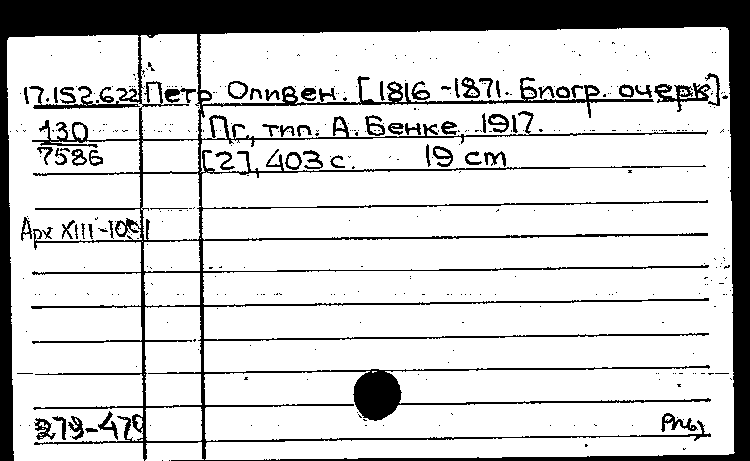 17.152.622 Петр Оливен. [1816 -1871. Биогр. очерк].
130 Пг, тип. А. Бенке, 1917.
7586 [2], 403 с. 19 cm
Арх XIII
279-479